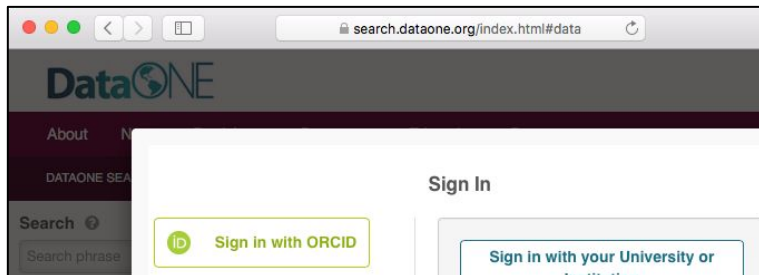 search.dataone.org/index.html#data
DataONE
About
DATAONE SEA
Sign In
Search
Search phrase
iD Sign in with ORCID
Sign in with your University or